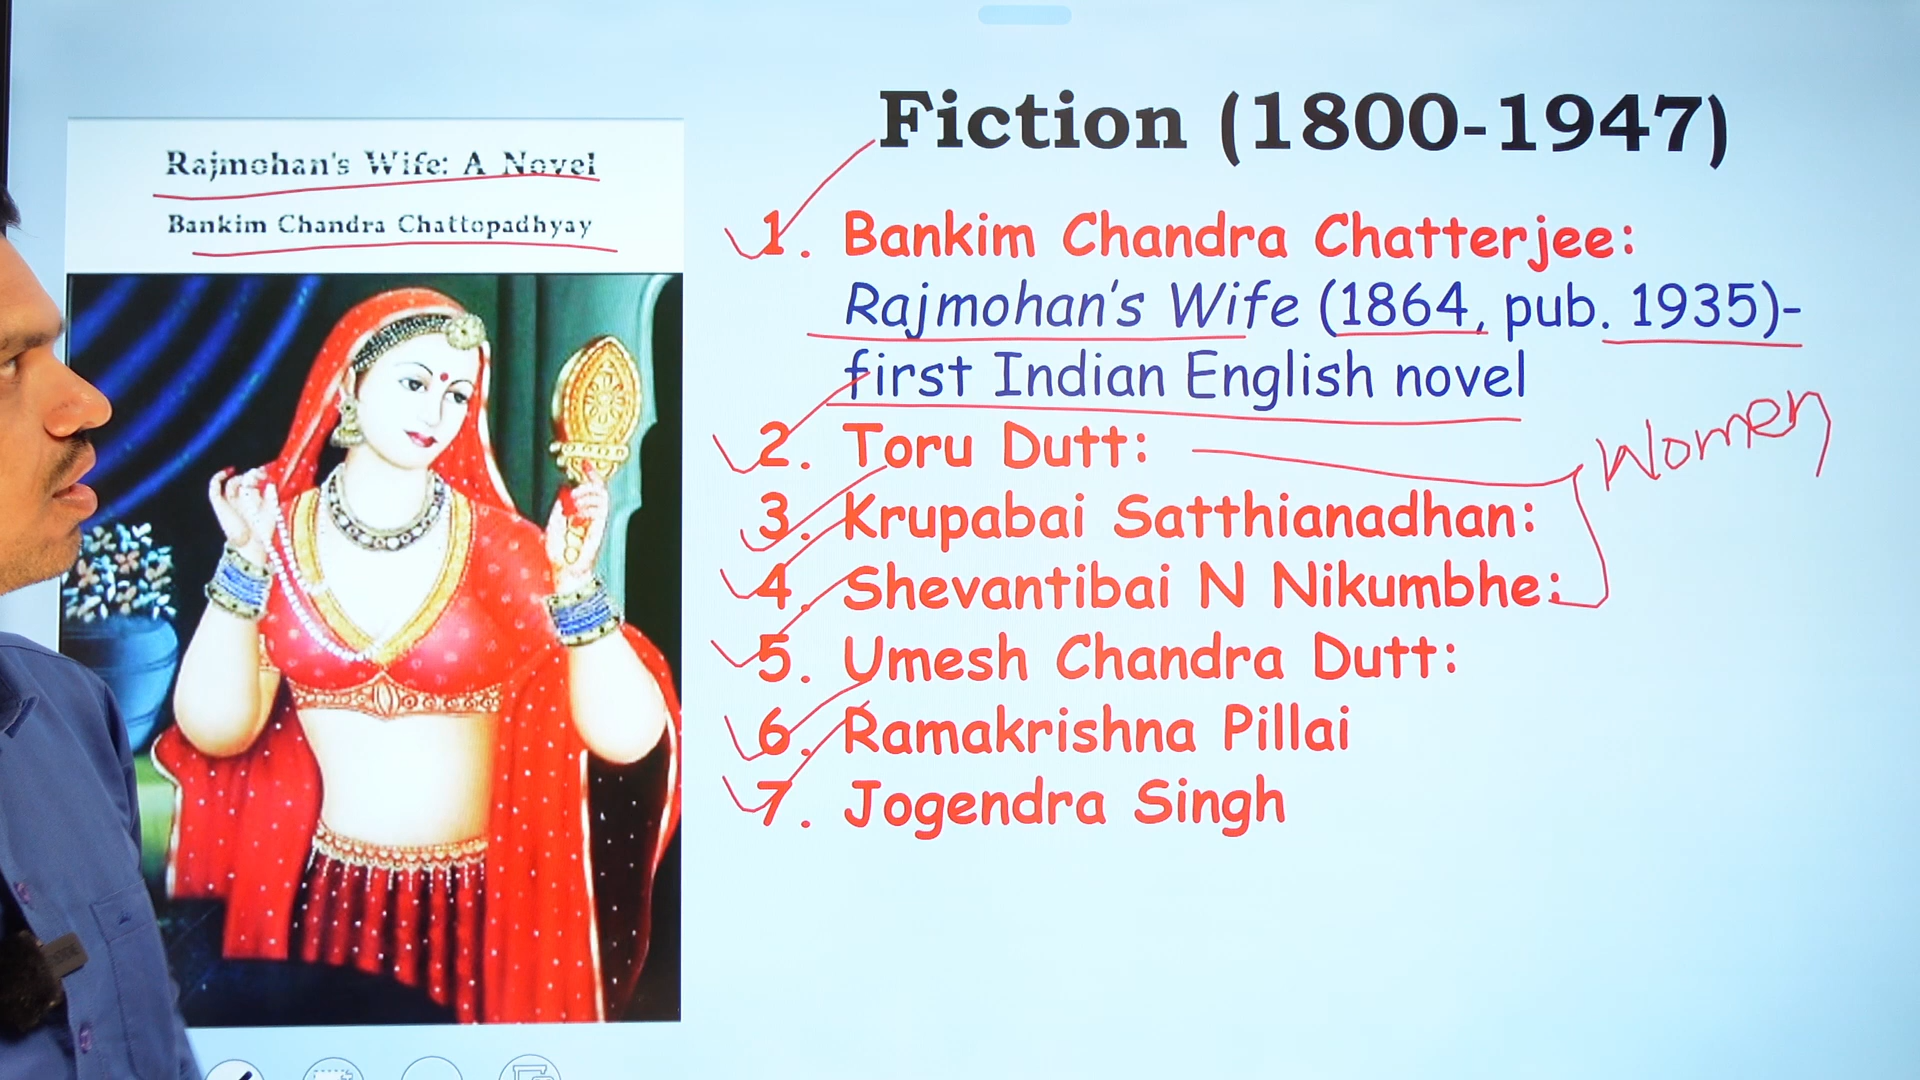 Rajmohan's Wife: A Novel
Bankim Chandra Chattopadhyay
Fiction (1800-1947)
1. Bankim Chandra Chatterjee:
Rajmohan's Wife (1864, pub. 1935)-
first Indian English novel
2. Toru Dutt:
Women
3. Krupabai Satthianadhan:
4. Shevantibai N Nikumbhe:
5. Umesh Chandra Dutt:
6. Ramakrishna Pillai
7. Jogendra Singh